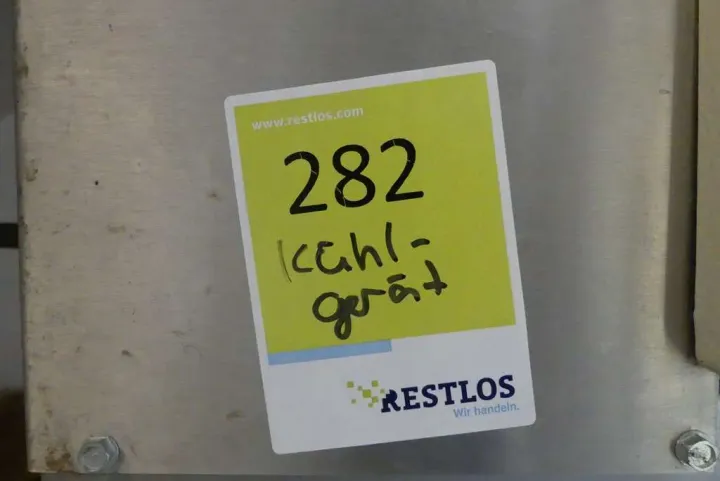 www.restlos.com
282
Kühl-
gerät
RESTLOS
Wir handeln.